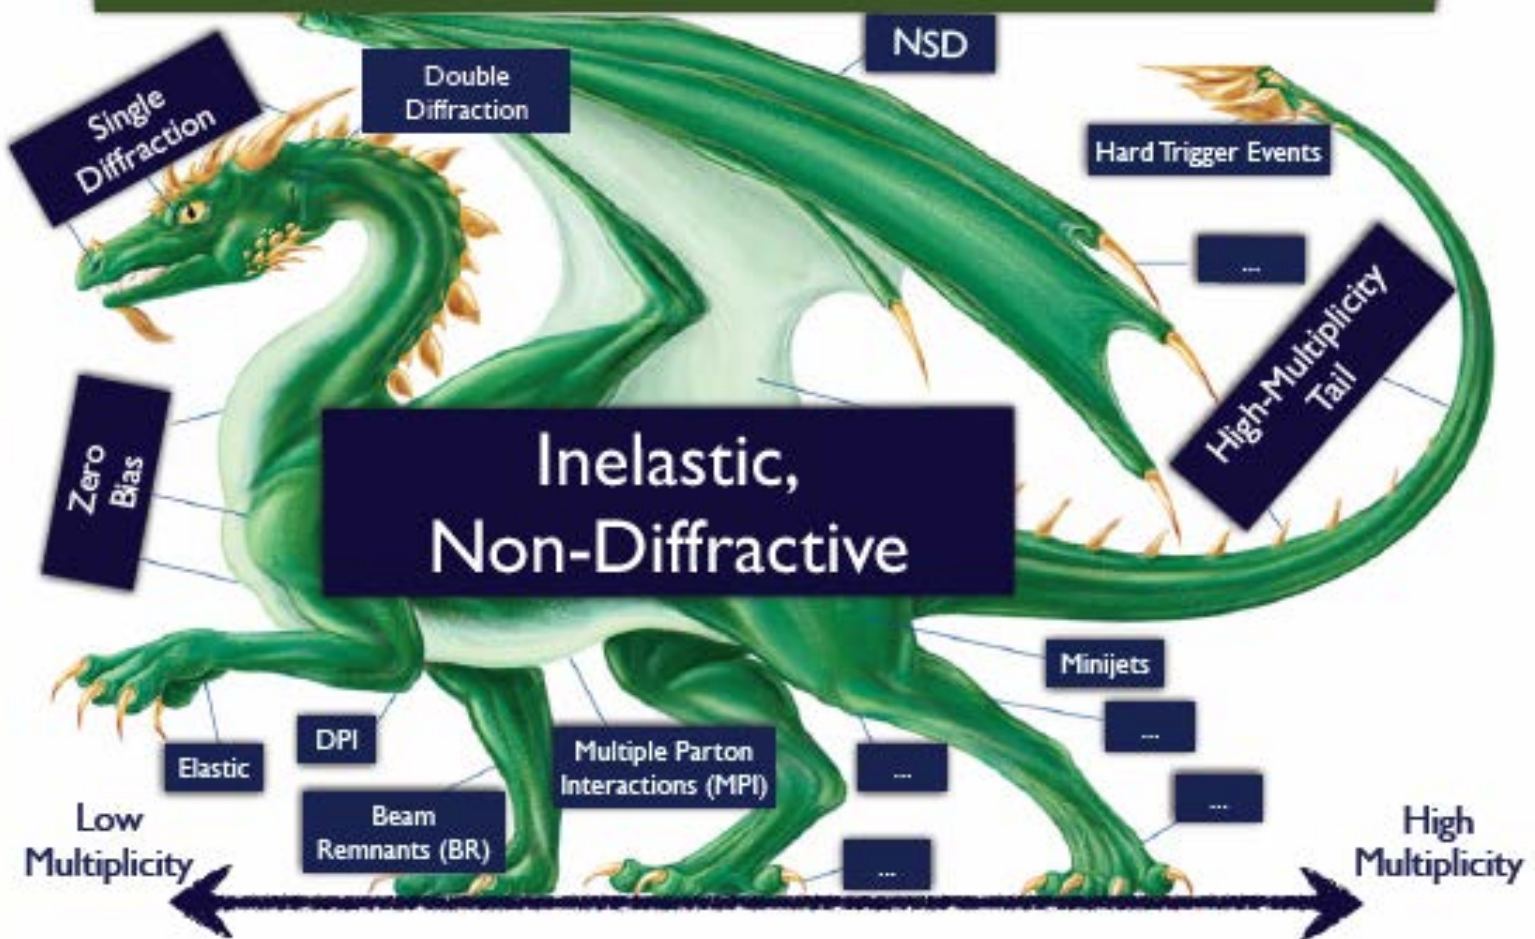 NSD
Double
Diffraction
Single
Diffraction
Hard Trigger Events
...
High-Multiplicity
Tail
Zero
Bias
Inelastic,
Non-Diffractive
Minijets
...
DPI
Elastic
Multiple Parton
Interactions (MPI)
...
...
Beam
Remnants (BR)
...
Low
Multiplicity
High
Multiplicity